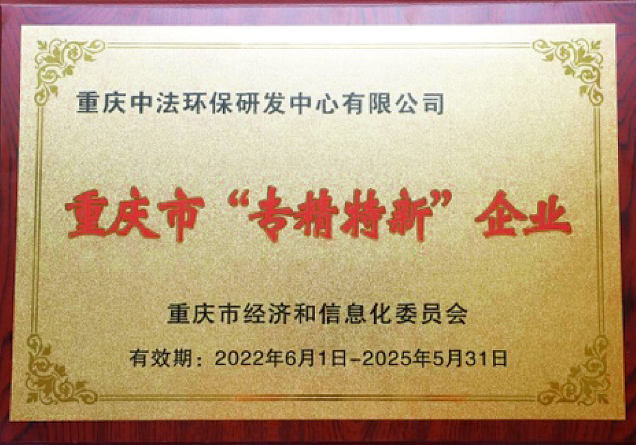 重庆中法环保研发中心有限公司
重庆市“专精特新”企业
重庆市经济和信息化委员会
有效期：2022年6月1日-2025年5月31日